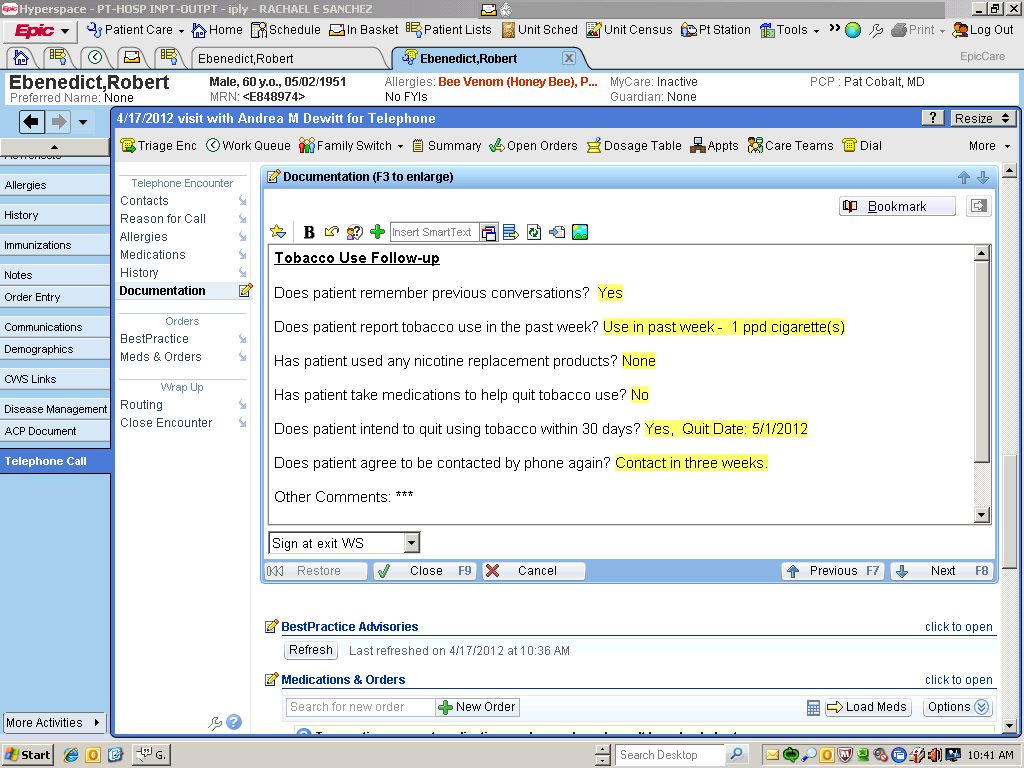 Hyperspace - PT-HOSP INPT-OUTPT - iply - RACHAEL E SANCHEZ
Epic Patient Care Home Schedule In Basket Patient Lists Unit Sched Unit Census Pt Station Tools Print Log Out
Ebenedict,Robert Ebenedict,Robert EpicCare
Ebenedict,Robert Male, 60 y.o., 05/02/1951 Allergies: Bee Venom (Honey Bee), P... MyCare: Inactive PCP : Pat Cobalt, MD
Preferred Name: None MRN: <E848974> No FYIs Guardian: None
4/17/2012 visit with Andrea M Dewitt for Telephone ? Resize
Triage Enc Work Queue Family Switch Summary Open Orders Dosage Table Appts Care Teams Dial More
Allergies
History
Immunizations
Notes
Order Entry
Communications
Demographics
CWS Links
Disease Management
ACP Document
Telephone Call
More Activities
Telephone Encounter
Contacts
Reason for Call
Allergies
Medications
History
Documentation
Orders
BestPractice
Meds & Orders
Wrap Up
Routing
Close Encounter
Documentation (F3 to enlarge)
Bookmark
B Insert SmartText
Tobacco Use Follow-up
Does patient remember previous conversations? Yes
Does patient report tobacco use in the past week? Use in past week - 1 ppd cigarette(s)
Has patient used any nicotine replacement products? None
Has patient take medications to help quit tobacco use? No
Does patient intend to quit using tobacco within 30 days? Yes, Quit Date: 5/1/2012
Does patient agree to be contacted by phone again? Contact in three weeks.
Other Comments: ***
Sign at exit WS
Restore Close F9 Cancel Previous F7 Next F8
BestPractice Advisories click to open
Refresh Last refreshed on 4/17/2012 at 10:36 AM
Medications & Orders click to open
Search for new order New Order Load Meds Options
Start G. Search Desktop 10:41 AM